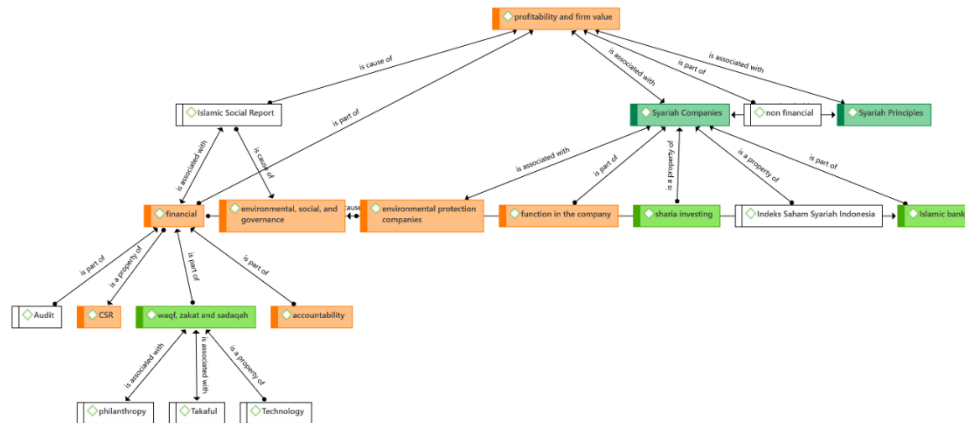 profitability and firm value
is cause of
is part of
is associated with
is part of
is associated with
Islamic Social Report
Syariah Companies
non financial
Syariah Principles
is associated with
is cause of
is associated with
is part of
is a property of
is a property of
is part of
financial
environmental, social, and
governance
cause
environmental protection
companies
function in the company
sharia investing
Indeks Saham Syariah Indonesia
Islamic bank
is part of
is a property of
is part of
is part of
Audit
CSR
waqf, zakat and sadaqah
accountability
is associated with
is associated with
is a property of
philanthropy
Takaful
Technology